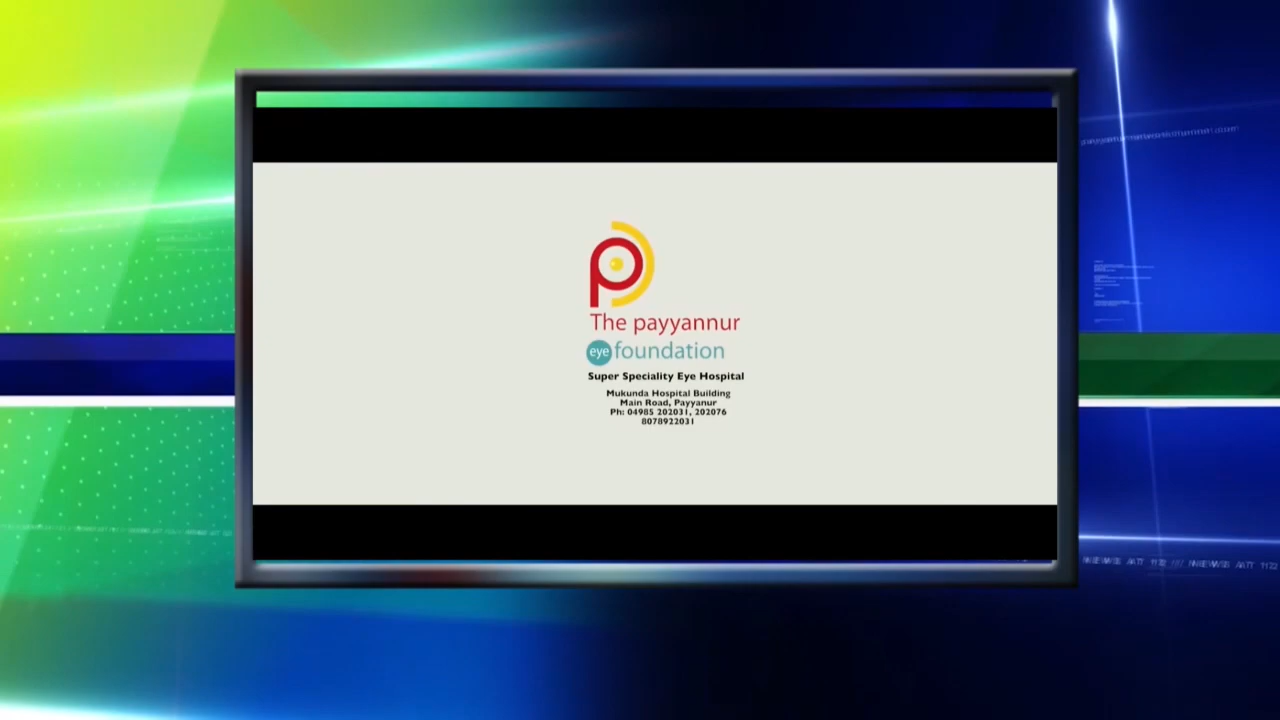 The payyannur
eye foundation
Super Speciality Eye Hospital
Mukunda Hospital Building
Main Road, Payyanur
Ph: 04985 202031, 202076
8078922031